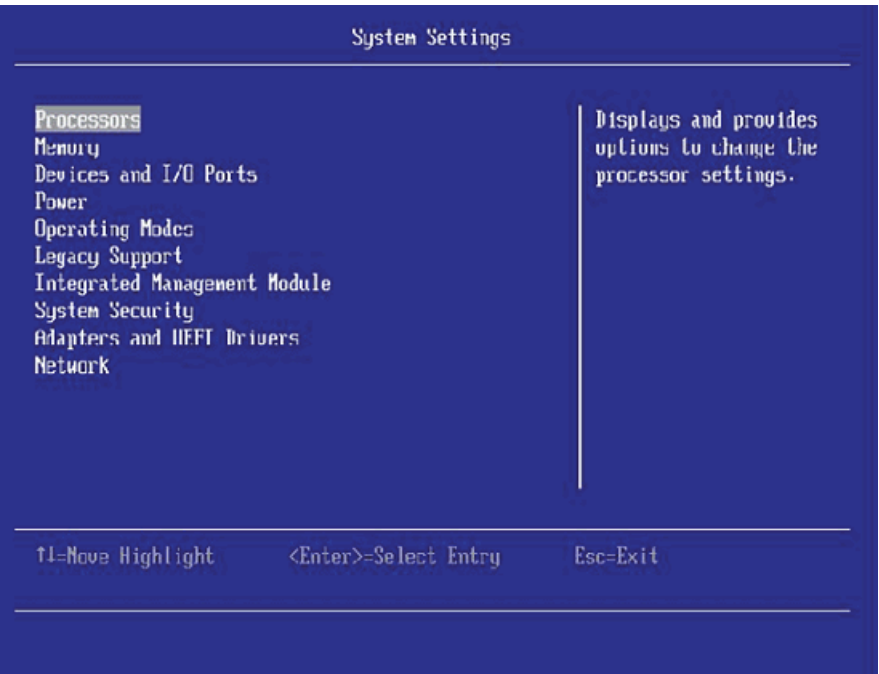 System Settings
Processors
Memory
Devices and I/O Ports
Power
Operating Modes
Legacy Support
Integrated Management Module
System Security
Adapters and UEFI Drivers
Network
Displays and provides
options to change the
processor settings.
↑↓=Move Highlight <Enter>=Select Entry Esc=Exit